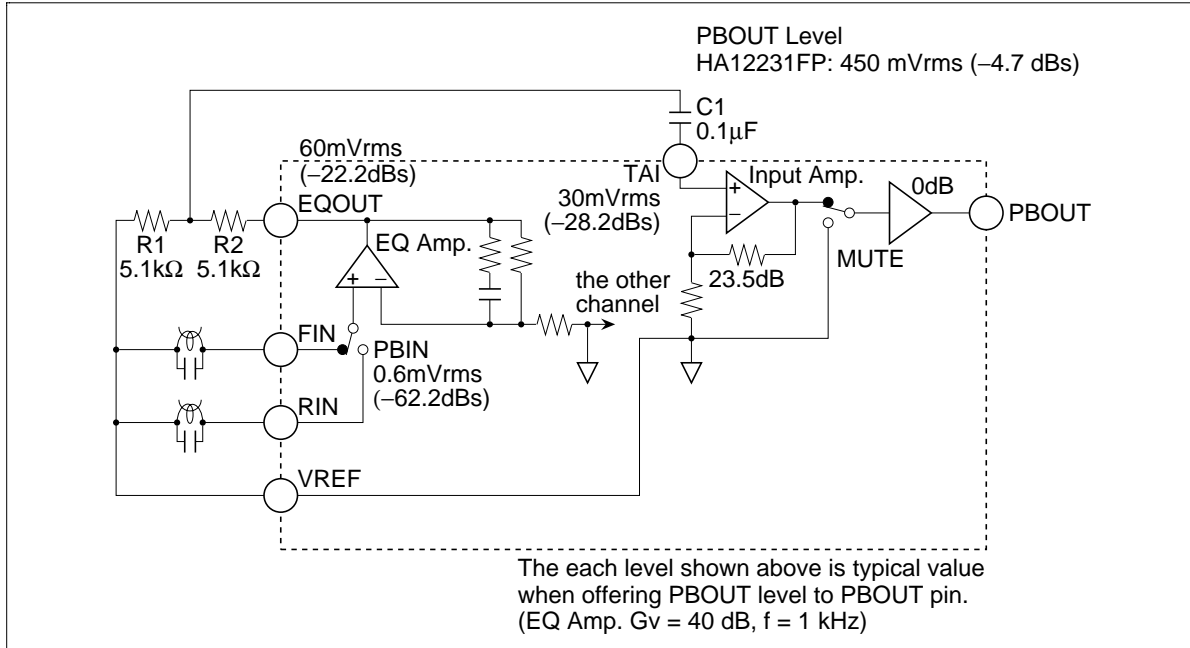 PBOUT Level
HA12231FP: 450 mVrms (−4.7 dBs)
C1
0.1μF
60mVrms
(−22.2dBs)
EQOUT
TAI
30mVrms
(−28.2dBs)
Input Amp.
0dB
PBOUT
R1
5.1kΩ
R2
5.1kΩ
EQ Amp.
+
−
+
−
23.5dB
MUTE
the other
channel
FIN
PBIN
0.6mVrms
(−62.2dBs)
RIN
VREF
The each level shown above is typical value
when offering PBOUT level to PBOUT pin.
(EQ Amp. Gv = 40 dB, f = 1 kHz)